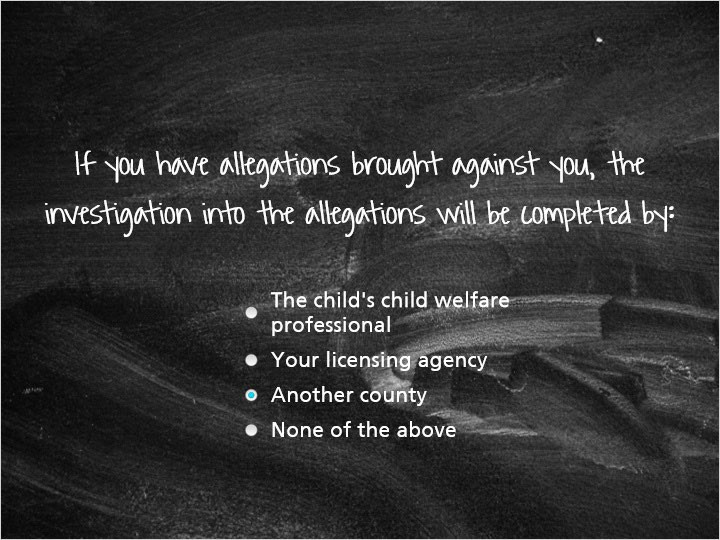 If you have allegations brought against you, the
investigation into the allegations will be completed by:
The child's child welfare
professional
Your licensing agency
Another county
None of the above